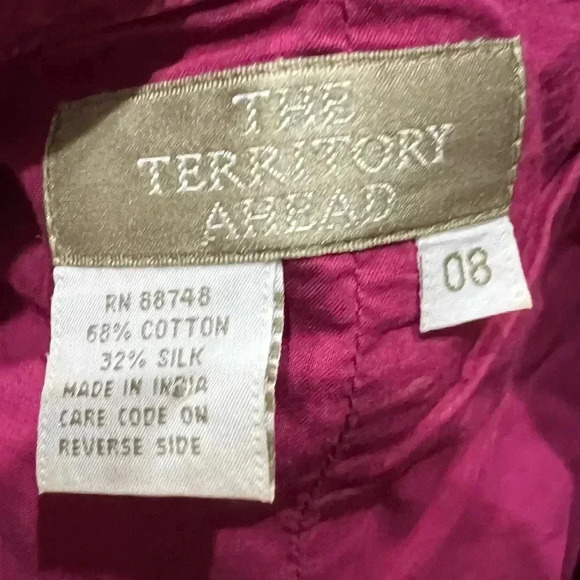 THE
TERRITORY
AHEAD
08
RN 88748
68% COTTON
32% SILK
MADE IN INDIA
CARE CODE ON
REVERSE SIDE